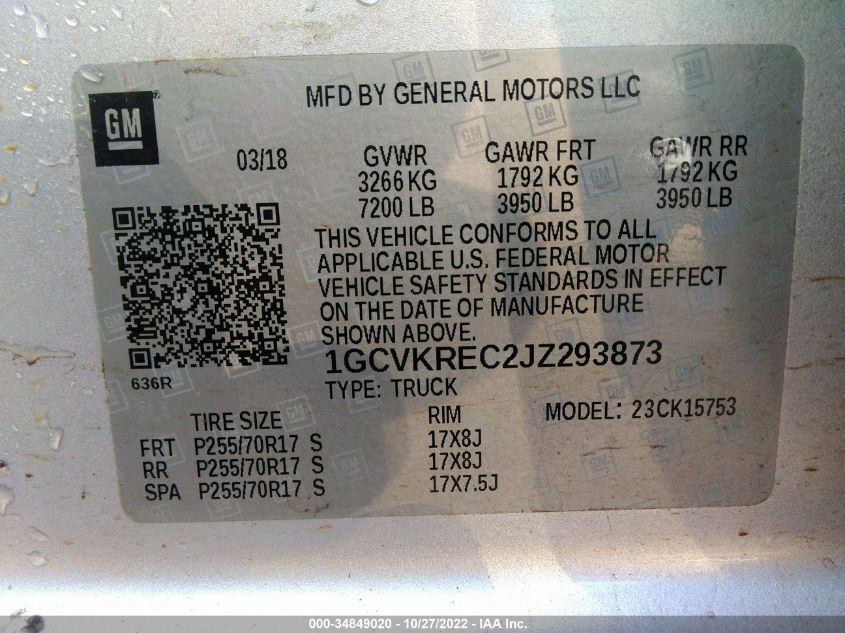 MFD BY GENERAL MOTORS LLC
GM
03/18 GVWR GAWR FRT GAWR RR
3266 KG 1792 KG 1792 KG
7200 LB 3950 LB 3950 LB
THIS VEHICLE CONFORMS TO ALL
APPLICABLE U.S. FEDERAL MOTOR
VEHICLE SAFETY STANDARDS IN EFFECT
ON THE DATE OF MANUFACTURE
SHOWN ABOVE.
1GCVKREC2JZ293873
636R TYPE: TRUCK
TIRE SIZE RIM MODEL: 23CK15753
FRT P255/70R17 S 17X8J
RR P255/70R17 S 17X8J
SPA P255/70R17 S 17X7.5J
000-34849020 - 10/27/2022 - IAA Inc.